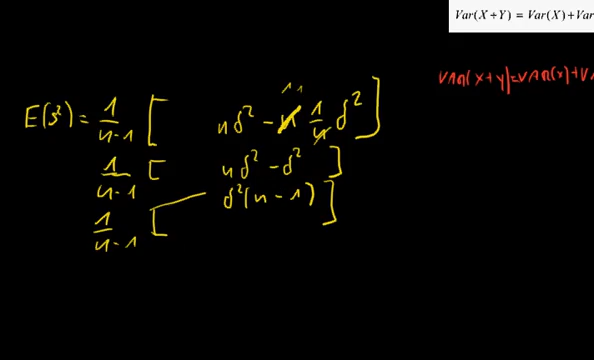 Var(X+Y) = Var(X)+Var
VAR(x+y)=VAR(x)+V
E(s²) = 1/n-1 [ nσ² - n 1/n σ² ]
1/n-1 [ nσ² - σ² ]
1/n-1 [ σ²(n - 1) ]